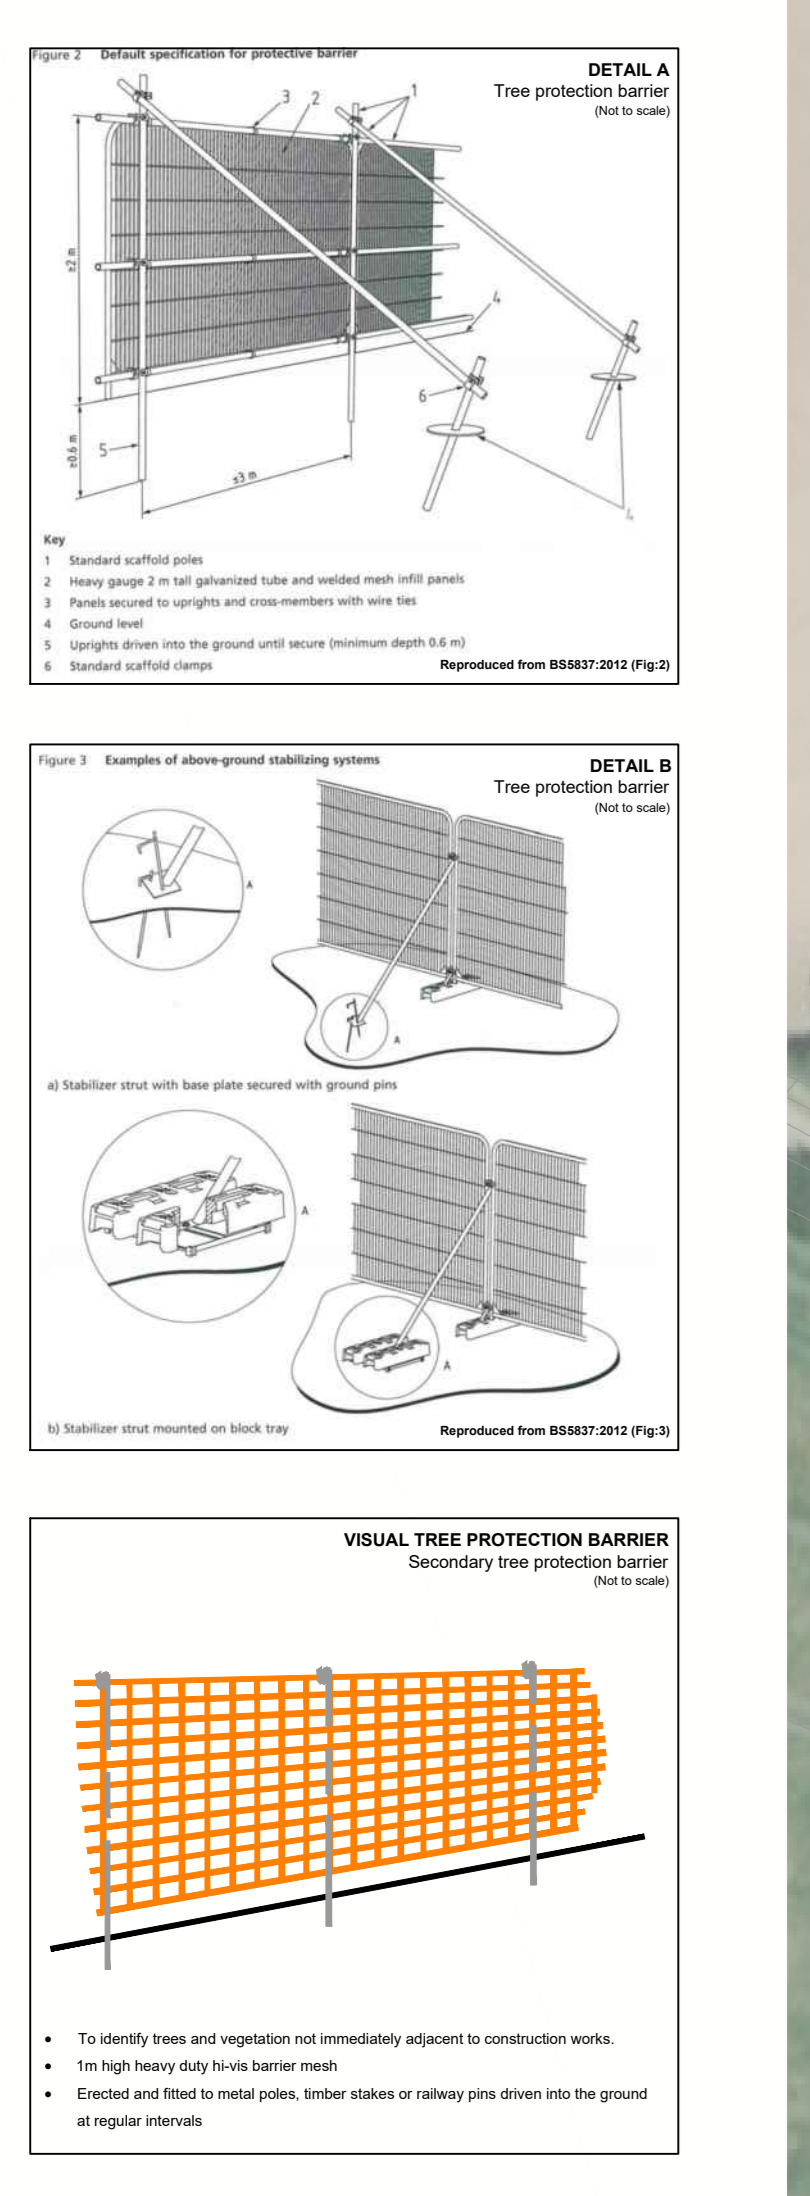 Figure 2 Default specification for protective barrier
DETAIL A
Tree protection barrier
(Not to scale)
3
2
1
≥2 m
4
6
≥0.6 m
5
≤3 m
4
Key
1 Standard scaffold poles
2 Heavy gauge 2 m tall galvanized tube and welded mesh infill panels
3 Panels secured to uprights and cross-members with wire ties
4 Ground level
5 Uprights driven into the ground until secure (minimum depth 0.6 m)
6 Standard scaffold clamps
Reproduced from BS5837:2012 (Fig:2)
Figure 3 Examples of above-ground stabilizing systems
DETAIL B
Tree protection barrier
(Not to scale)
A
A
a) Stabilizer strut with base plate secured with ground pins
A
A
b) Stabilizer strut mounted on block tray
Reproduced from BS5837:2012 (Fig:3)
VISUAL TREE PROTECTION BARRIER
Secondary tree protection barrier
(Not to scale)
• To identify trees and vegetation not immediately adjacent to construction works.
• 1m high heavy duty hi-vis barrier mesh
• Erected and fitted to metal poles, timber stakes or railway pins driven into the ground
at regular intervals